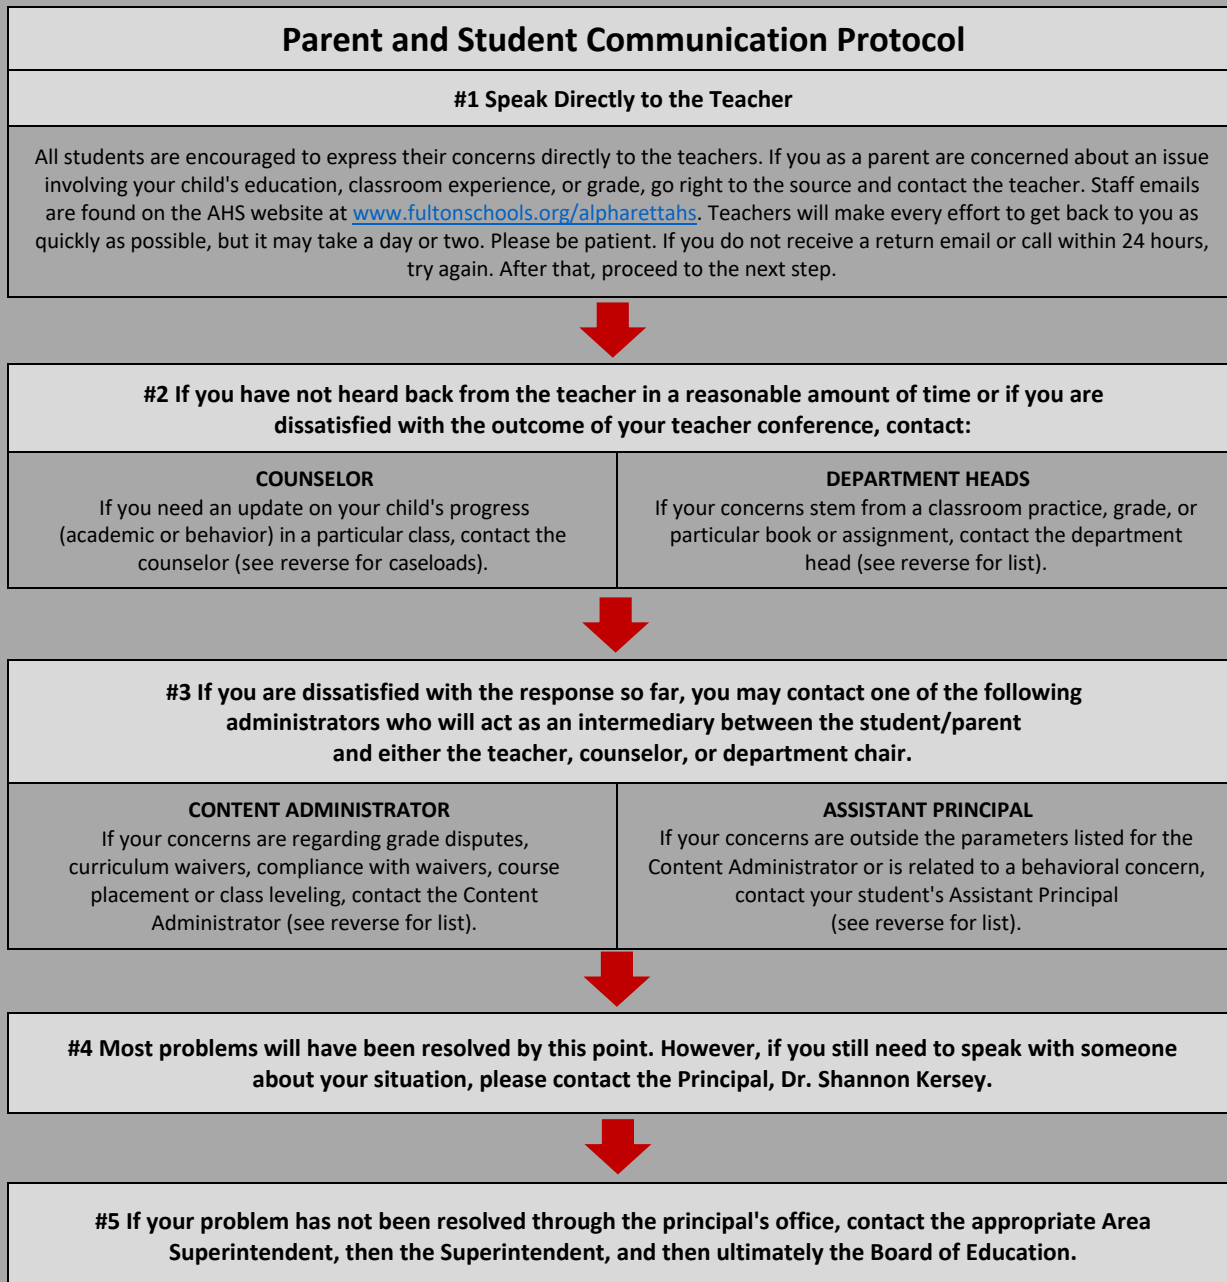 Parent and Student Communication Protocol
#1 Speak Directly to the Teacher
All students are encouraged to express their concerns directly to the teachers. If you as a parent are concerned about an issue
involving your child's education, classroom experience, or grade, go right to the source and contact the teacher. Staff emails
are found on the AHS website at www.fultonschools.org/alpharettahs. Teachers will make every effort to get back to you as
quickly as possible, but it may take a day or two. Please be patient. If you do not receive a return email or call within 24 hours,
try again. After that, proceed to the next step.
#2 If you have not heard back from the teacher in a reasonable amount of time or if you are
dissatisfied with the outcome of your teacher conference, contact:
COUNSELOR
If you need an update on your child's progress
(academic or behavior) in a particular class, contact the
counselor (see reverse for caseloads).
DEPARTMENT HEADS
If your concerns stem from a classroom practice, grade, or
particular book or assignment, contact the department
head (see reverse for list).
#3 If you are dissatisfied with the response so far, you may contact one of the following
administrators who will act as an intermediary between the student/parent
and either the teacher, counselor, or department chair.
CONTENT ADMINISTRATOR
If your concerns are regarding grade disputes,
curriculum waivers, compliance with waivers, course
placement or class leveling, contact the Content
Administrator (see reverse for list).
ASSISTANT PRINCIPAL
If your concerns are outside the parameters listed for the
Content Administrator or is related to a behavioral concern,
contact your student's Assistant Principal
(see reverse for list).
#4 Most problems will have been resolved by this point. However, if you still need to speak with someone
about your situation, please contact the Principal, Dr. Shannon Kersey.
#5 If your problem has not been resolved through the principal's office, contact the appropriate Area
Superintendent, then the Superintendent, and then ultimately the Board of Education.